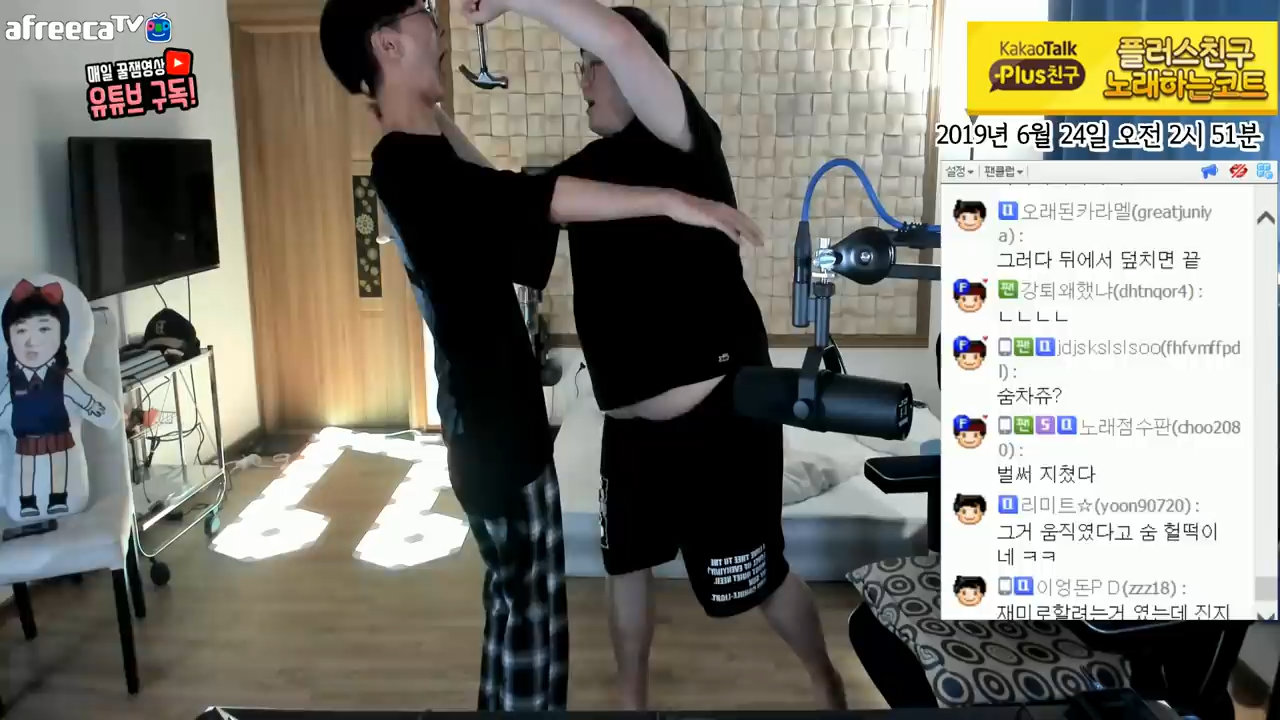 afreecaTV
매일 꿀잼영상
유튜브 구독!
KakaoTalk
Plus친구
플러스친구
노래하는코트
2019년 6월 24일 오전 2시 51분
설정 팬클럽
오래된카라멜(greatjuniy
a) :
그러다 뒤에서 덮치면 끝
팬 강퇴왜했냐(dhtnqor4) :
ㄴㄴㄴㄴ
팬 jdjskslslsoo(fhfvmffpd
l) :
숨차쥬?
팬 S 노래점수판(choo208
0) :
벌써 지쳤다
리미트☆(yoon90720) :
그거 움직였다고 숨 헐떡이
네 ㅋㅋ
이영돈P D(zzz18) :
재미로할려는거 였는데 진지